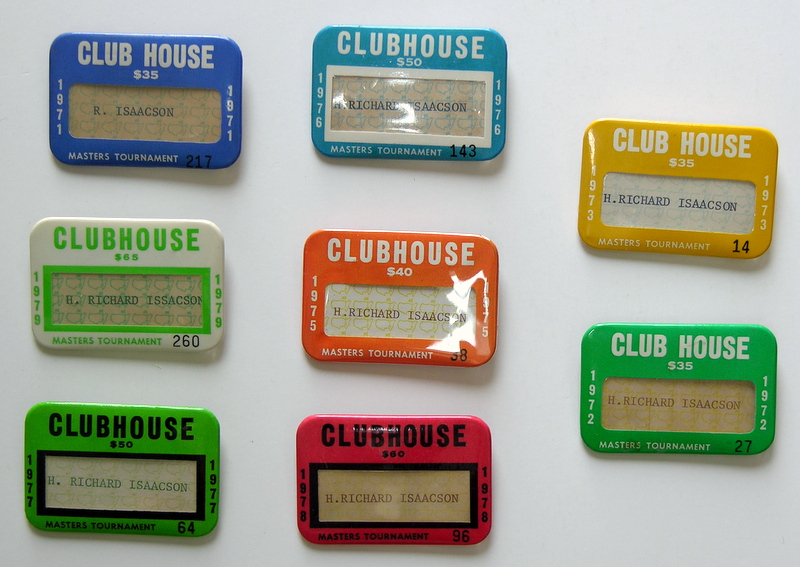 CLUB HOUSE
$35
1971
R. ISAACSON
1971
MASTERS TOURNAMENT 217
CLUBHOUSE
$50
1976
H.RICHARD ISAACSON
1976
MASTERS TOURNAMENT 143
CLUB HOUSE
$35
1973
H.RICHARD ISAACSON
1973
MASTERS TOURNAMENT 14
CLUBHOUSE
$65
1979
H. RICHARD ISSACSON
1979
MASTERS TOURNAMENT 260
CLUBHOUSE
$40
1975
H.RICHARD ISAACSON
1975
MASTERS TOURNAMENT 38
CLUB HOUSE
$35
1972
H.RICHARD ISAACSON
1972
MASTERS TOURNAMENT 27
CLUBHOUSE
$50
1977
H. RICHARD ISAACSON
1977
MASTERS TOURNAMENT 64
CLUBHOUSE
$60
1978
H.RICHARD ISAACSON
1978
MASTERS TOURNAMENT 96